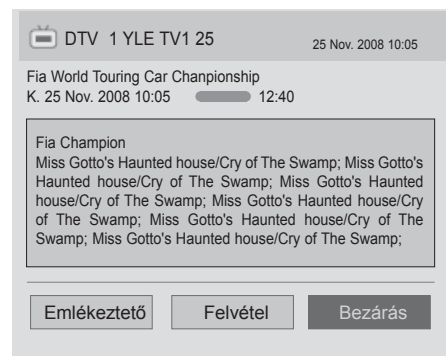 DTV 1 YLE TV1 25 25 Nov. 2008 10:05
Fia World Touring Car Chanpionship
K. 25 Nov. 2008 10:05 12:40
Fia Champion
Miss Gotto's Haunted house/Cry of The Swamp; Miss Gotto's
Haunted house/Cry of The Swamp; Miss Gotto's Haunted
house/Cry of The Swamp; Miss Gotto's Haunted house/Cry
of The Swamp; Miss Gotto's Haunted house/Cry of The
Swamp; Miss Gotto's Haunted house/Cry of The Swamp;
Emlékeztető Felvétel Bezárás